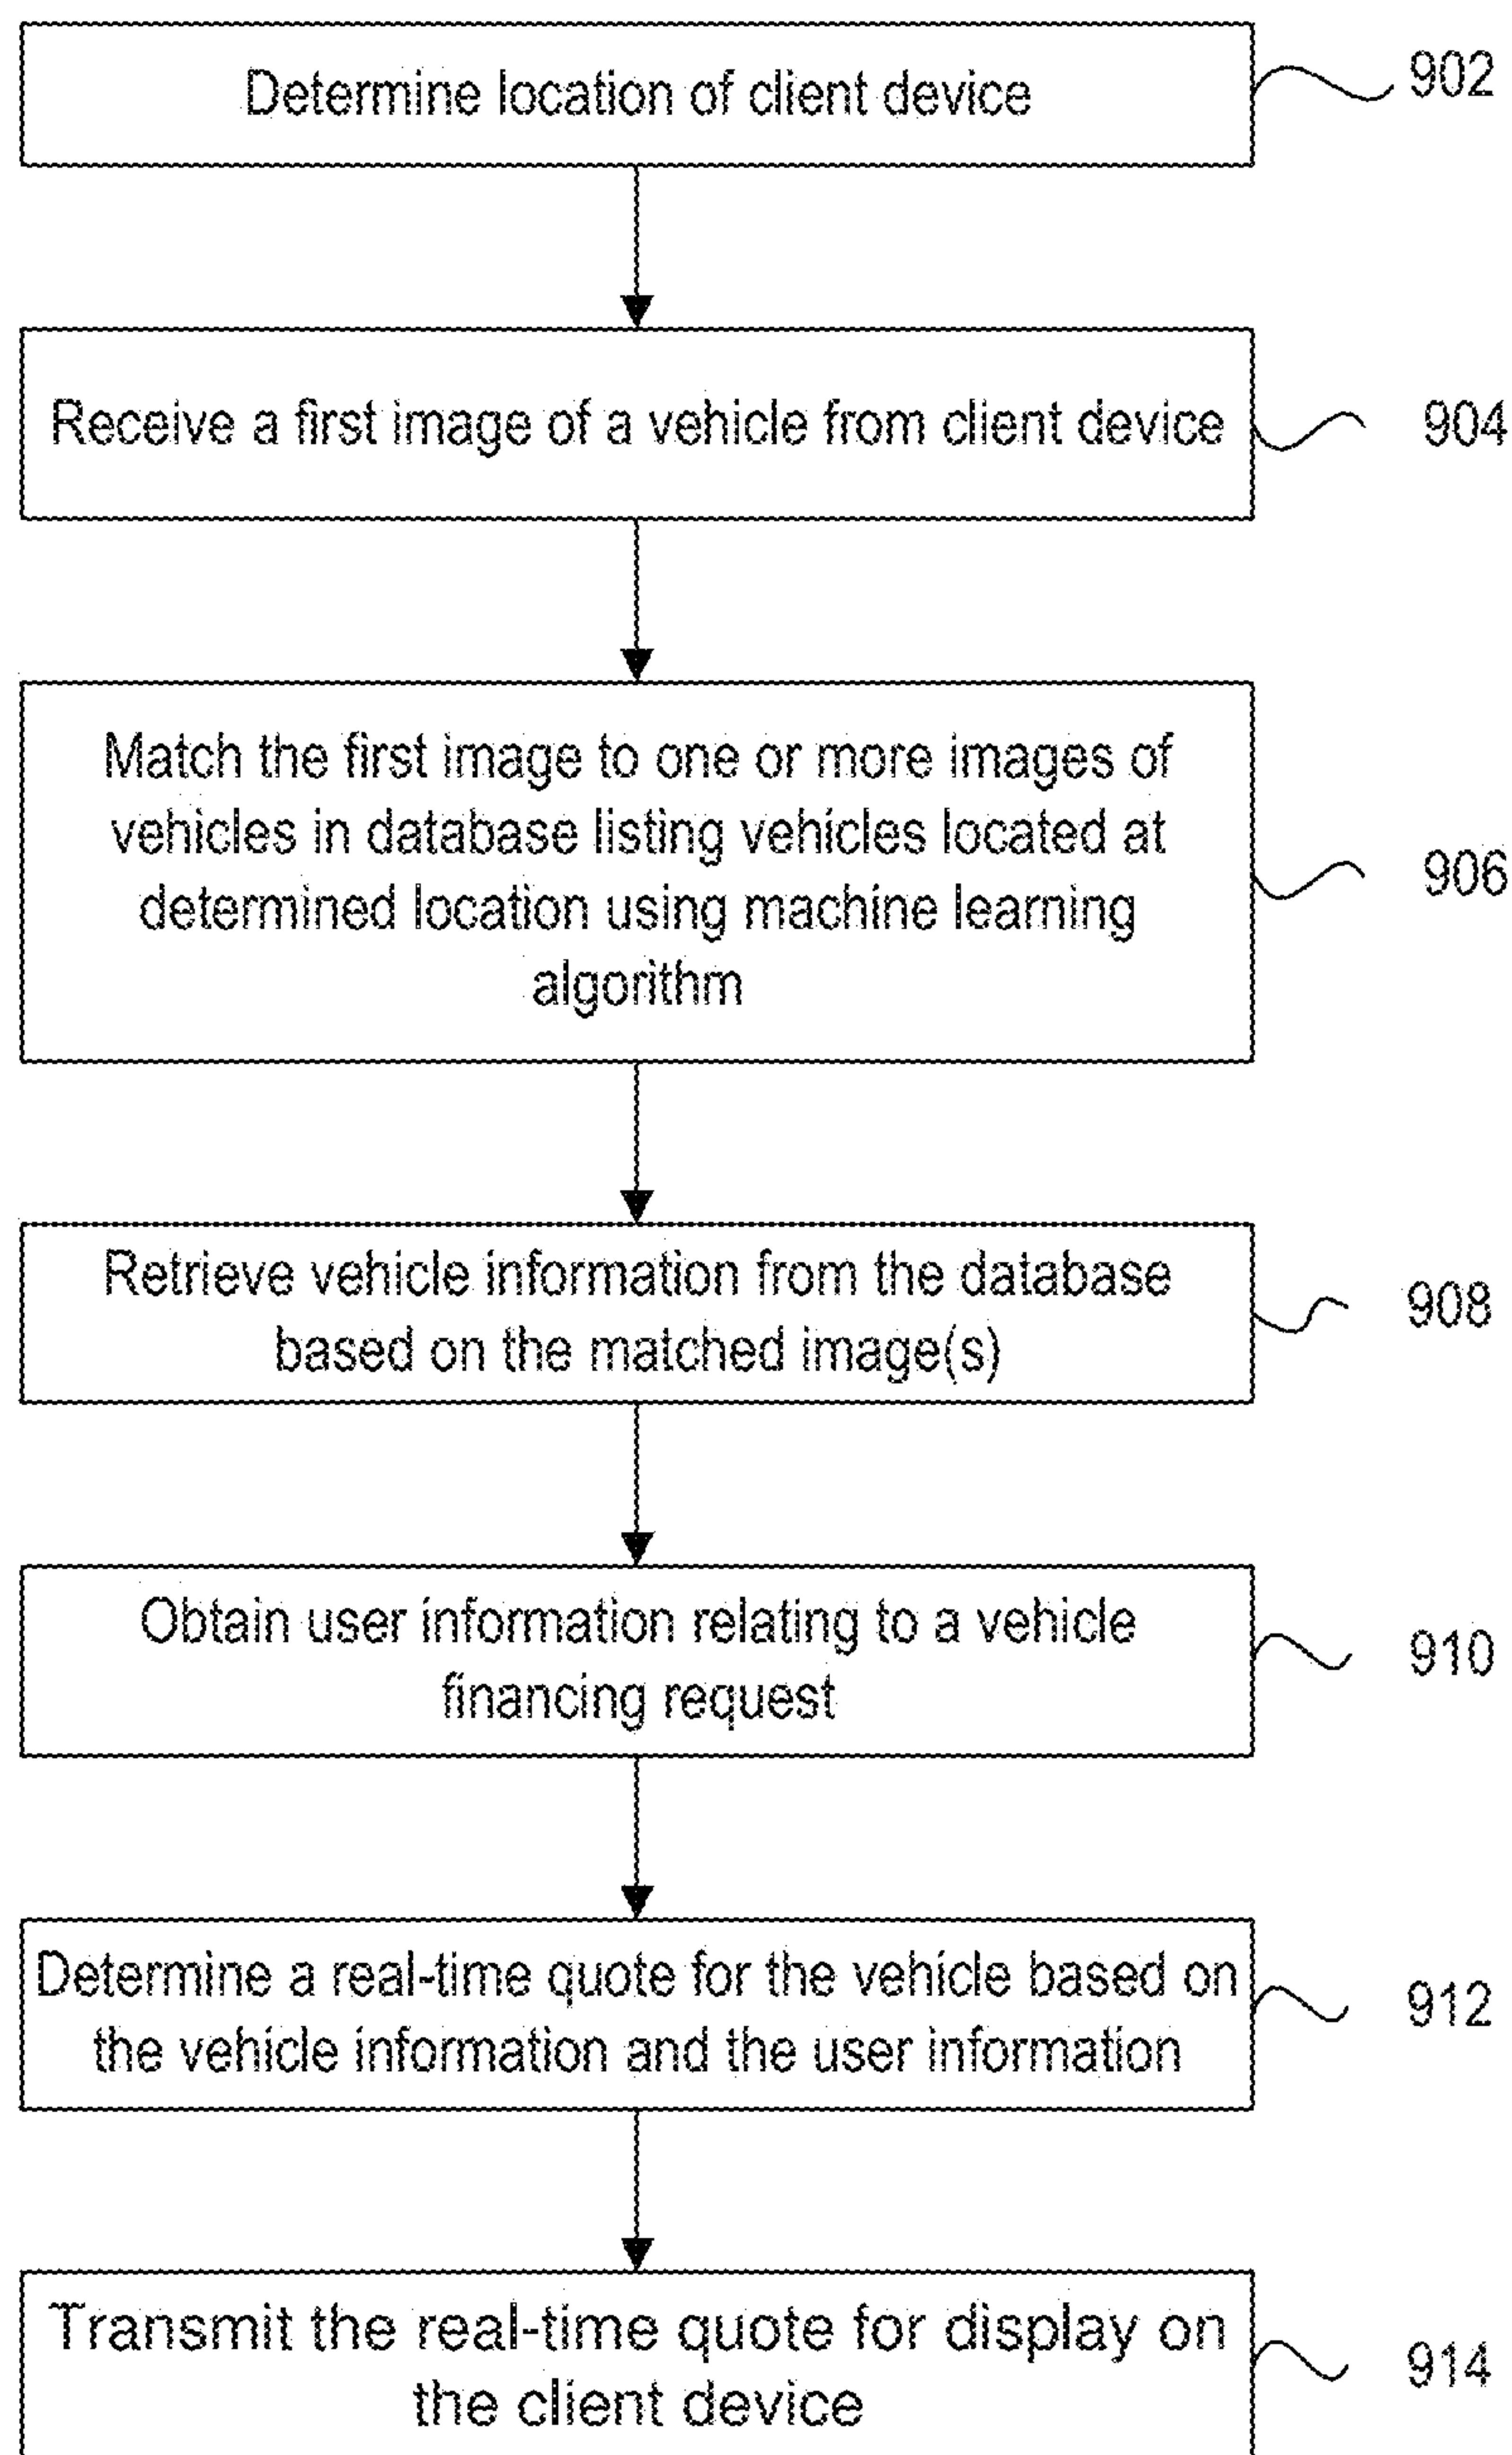 Determine location of client device
902
Receive a first image of a vehicle from client device
904
Match the first image to one or more images of
vehicles in database listing vehicles located at
determined location using machine learning
algorithm
906
Retrieve vehicle information from the database
based on the matched image(s)
908
Obtain user information relating to a vehicle
financing request
910
Determine a real-time quote for the vehicle based on
the vehicle information and the user information
912
Transmit the real-time quote for display on
the client device
914